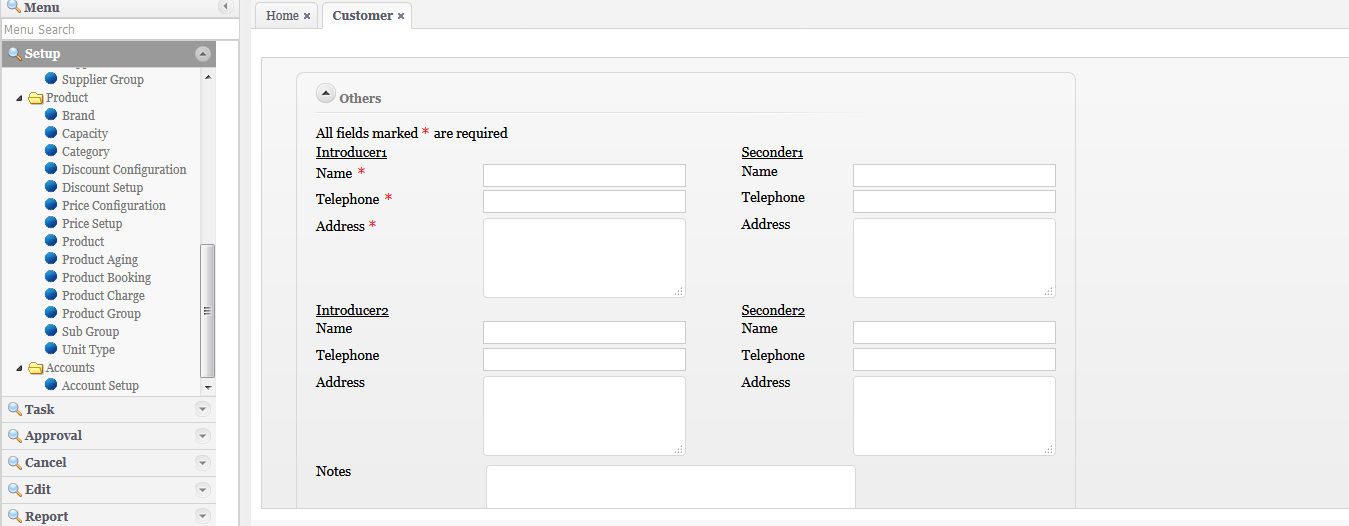 Menu
Menu Search
Setup
Supplier Group
Product
Brand
Capacity
Category
Discount Configuration
Discount Setup
Price Configuration
Price Setup
Product
Product Aging
Product Booking
Product Charge
Product Group
Sub Group
Unit Type
Accounts
Account Setup
Task
Approval
Cancel
Edit
Report
Home × Customer ×
Others
All fields marked * are required
Introducer1 Seconder1
Name * Name
Telephone * Telephone
Address * Address
Introducer2 Seconder2
Name Name
Telephone Telephone
Address Address
Notes